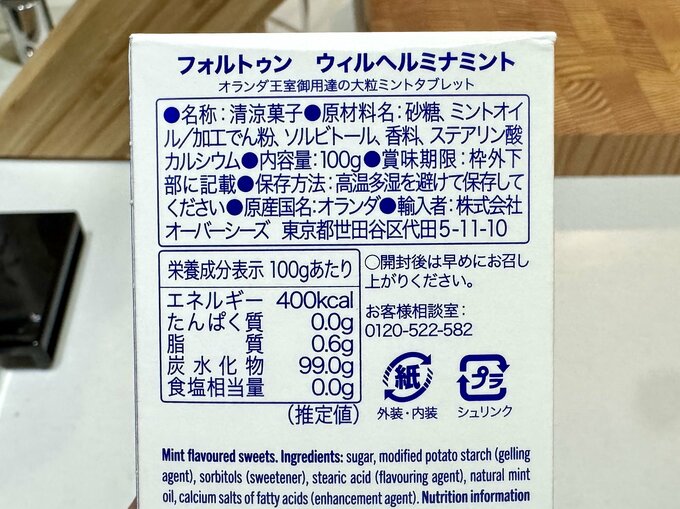 フォルトゥン　ウィルヘルミナミント
オランダ王室御用達の大粒ミントタブレット
●名称：清涼菓子●原材料名：砂糖、ミントオイ
ル/加工でん粉、ソルビトール、香料、ステアリン酸
カルシウム●内容量：100g●賞味期限：枠外下
部に記載●保存方法：高温多湿を避けて保存して
ください●原産国名：オランダ●輸入者：株式会社
オーバーシーズ　東京都世田谷区代田5-11-10
栄養成分表示 100gあたり
エネルギー 400kcal
たんぱく質 0.0g
脂　　質 0.6g
炭水化物 99.0g
食塩相当量 0.0g
（推定値）
○開封後は早めにお召し
上がりください。
お客様相談室：
0120-522-582
紙
外装・内装
プラ
シュリンク
Mint flavoured sweets. Ingredients: sugar, modified potato starch (gelling
agent), sorbitols (sweetener), stearic acid (flavouring agent), natural mint
oil, calcium salts of fatty acids (enhancement agent). Nutrition information